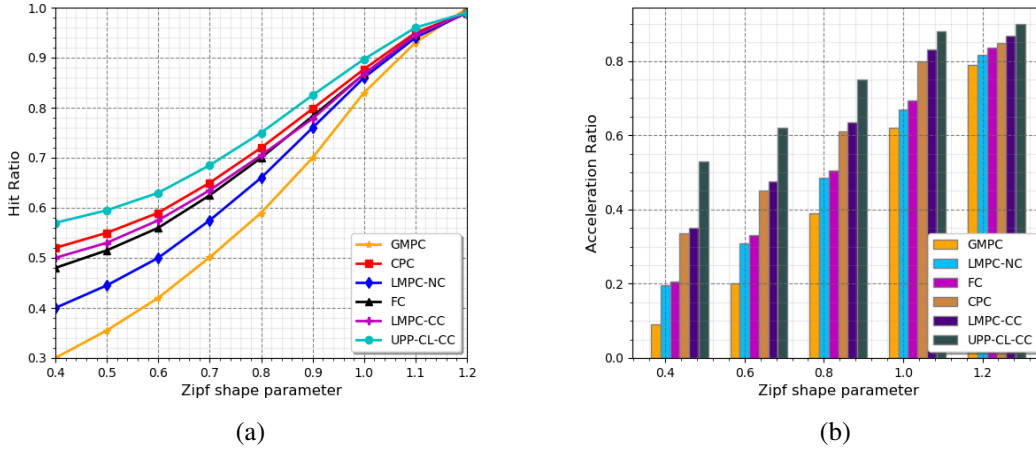 1.0
0.9
0.8
0.7
0.6
0.5
0.4
0.3
Hit Ratio
0.4 0.5 0.6 0.7 0.8 0.9 1.0 1.1 1.2
Zipf shape parameter
GMPC
CPC
LMPC-NC
FC
LMPC-CC
UPP-CL-CC
(a)
0.8
0.6
0.4
0.2
0.0
Acceleration Ratio
0.4 0.6 0.8 1.0 1.2
Zipf shape parameter
GMPC
LMPC-NC
FC
CPC
LMPC-CC
UPP-CL-CC
(b)